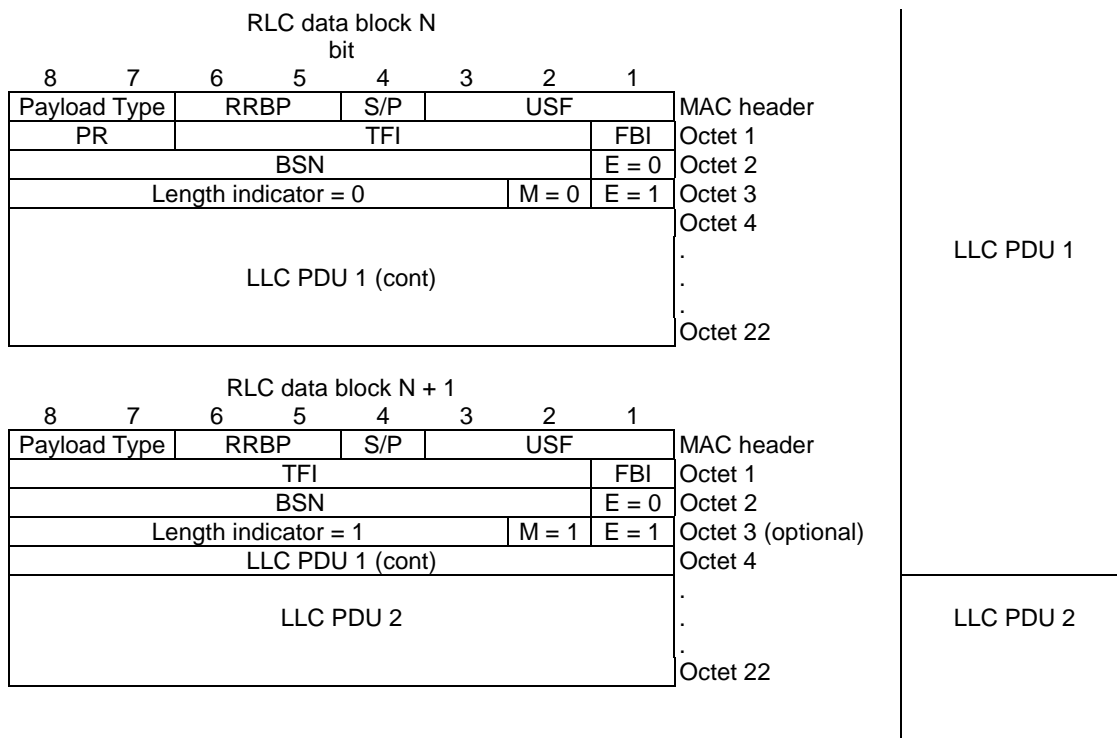 RLC data block N
bit
8 7 6 5 4 3 2 1
Payload Type RRBP S/P USF MAC header
PR TFI FBI Octet 1
BSN E = 0 Octet 2
Length indicator = 0 M = 0 E = 1 Octet 3
Octet 4
.
LLC PDU 1 (cont) .
.
Octet 22
LLC PDU 1
RLC data block N + 1
8 7 6 5 4 3 2 1
Payload Type RRBP S/P USF MAC header
TFI FBI Octet 1
BSN E = 0 Octet 2
Length indicator = 1 M = 1 E = 1 Octet 3 (optional)
LLC PDU 1 (cont) Octet 4
.
LLC PDU 2 .
.
Octet 22
LLC PDU 2